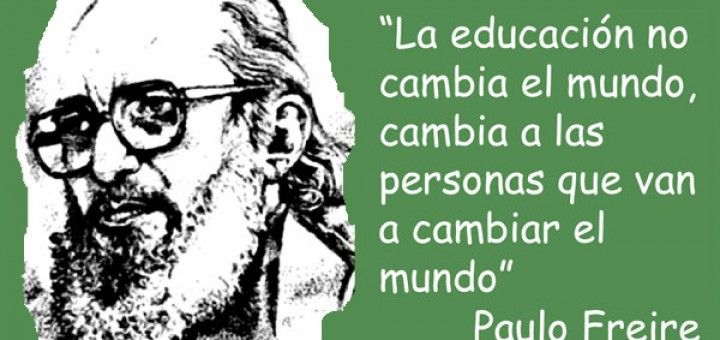 “La educación no
cambia el mundo,
cambia a las
personas que van
a cambiar el
mundo”
Paulo Freire